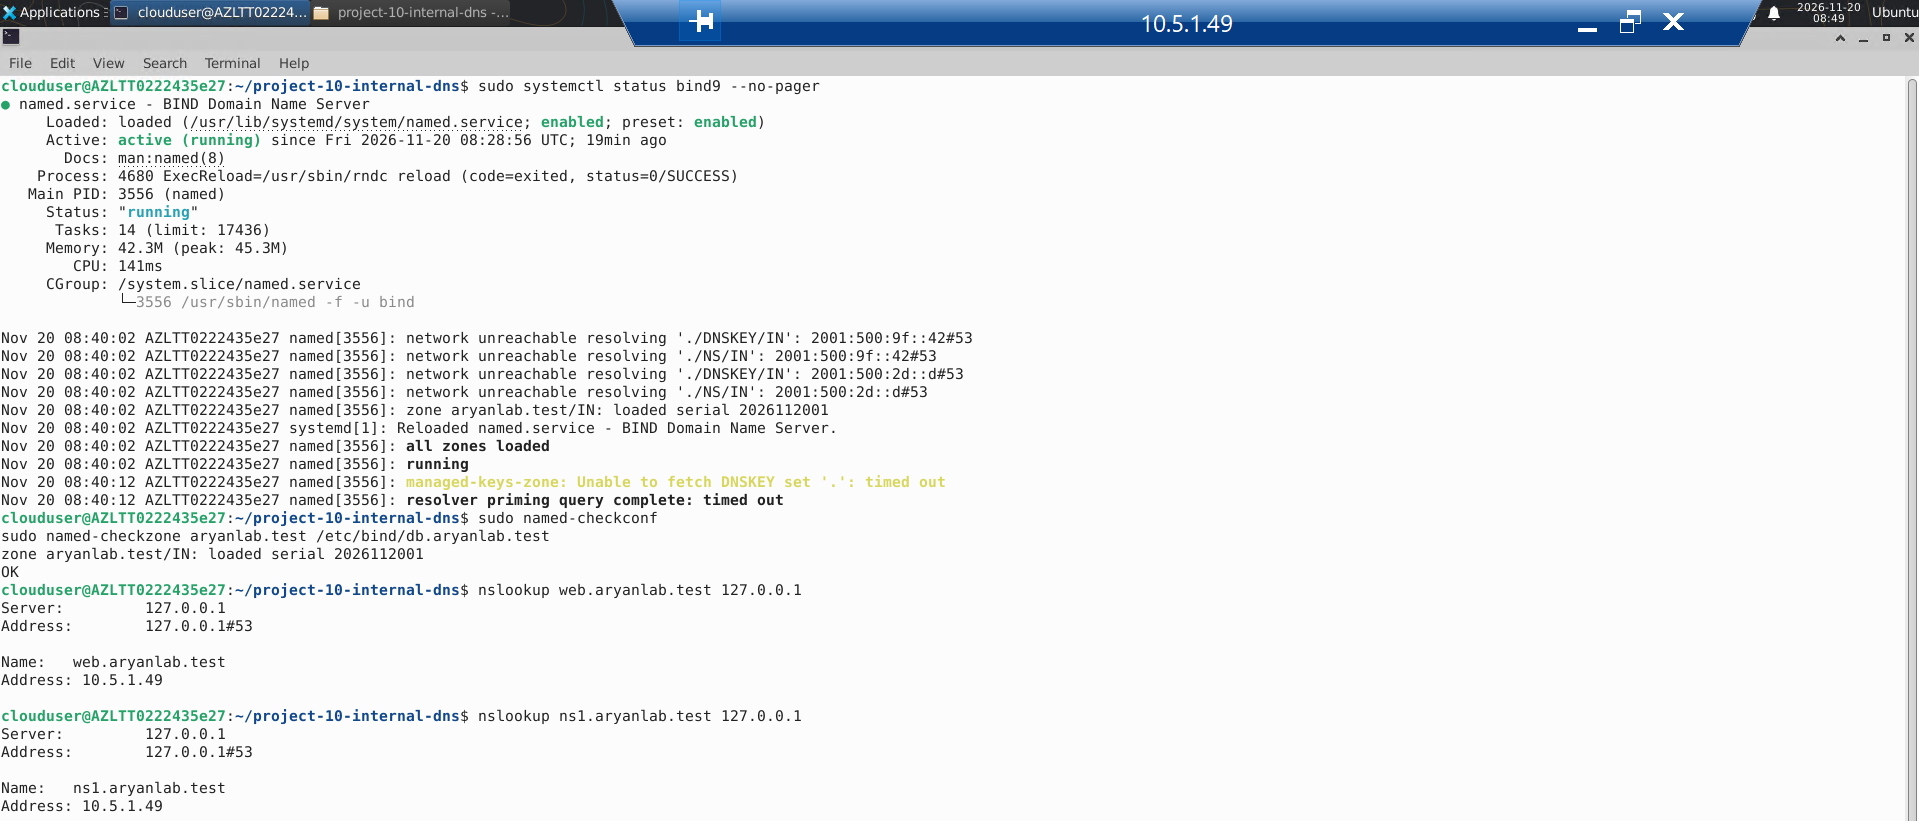 Applications
clouduser@AZLTT02224...
project-10-internal-dns -...
10.5.1.49
2026-11-20
08:49
Ubuntu
File Edit View Search Terminal Help
clouduser@AZLTT0222435e27:~/project-10-internal-dns$ sudo systemctl status bind9 --no-pager
● named.service - BIND Domain Name Server
     Loaded: loaded (/usr/lib/systemd/system/named.service; enabled; preset: enabled)
     Active: active (running) since Fri 2026-11-20 08:28:56 UTC; 19min ago
       Docs: man:named(8)
    Process: 4680 ExecReload=/usr/sbin/rndc reload (code=exited, status=0/SUCCESS)
   Main PID: 3556 (named)
     Status: "running"
      Tasks: 14 (limit: 17436)
     Memory: 42.3M (peak: 45.3M)
        CPU: 141ms
     CGroup: /system.slice/named.service
             └─3556 /usr/sbin/named -f -u bind
Nov 20 08:40:02 AZLTT0222435e27 named[3556]: network unreachable resolving './DNSKEY/IN': 2001:500:9f::42#53
Nov 20 08:40:02 AZLTT0222435e27 named[3556]: network unreachable resolving './NS/IN': 2001:500:9f::42#53
Nov 20 08:40:02 AZLTT0222435e27 named[3556]: network unreachable resolving './DNSKEY/IN': 2001:500:2d::d#53
Nov 20 08:40:02 AZLTT0222435e27 named[3556]: network unreachable resolving './NS/IN': 2001:500:2d::d#53
Nov 20 08:40:02 AZLTT0222435e27 named[3556]: zone aryanlab.test/IN: loaded serial 2026112001
Nov 20 08:40:02 AZLTT0222435e27 systemd[1]: Reloaded named.service - BIND Domain Name Server.
Nov 20 08:40:02 AZLTT0222435e27 named[3556]: all zones loaded
Nov 20 08:40:02 AZLTT0222435e27 named[3556]: running
Nov 20 08:40:12 AZLTT0222435e27 named[3556]: managed-keys-zone: Unable to fetch DNSKEY set '.': timed out
Nov 20 08:40:12 AZLTT0222435e27 named[3556]: resolver priming query complete: timed out
clouduser@AZLTT0222435e27:~/project-10-internal-dns$ sudo named-checkconf
sudo named-checkzone aryanlab.test /etc/bind/db.aryanlab.test
zone aryanlab.test/IN: loaded serial 2026112001
OK
clouduser@AZLTT0222435e27:~/project-10-internal-dns$ nslookup web.aryanlab.test 127.0.0.1
Server:         127.0.0.1
Address:        127.0.0.1#53
Name:   web.aryanlab.test
Address: 10.5.1.49
clouduser@AZLTT0222435e27:~/project-10-internal-dns$ nslookup ns1.aryanlab.test 127.0.0.1
Server:         127.0.0.1
Address:        127.0.0.1#53
Name:   ns1.aryanlab.test
Address: 10.5.1.49